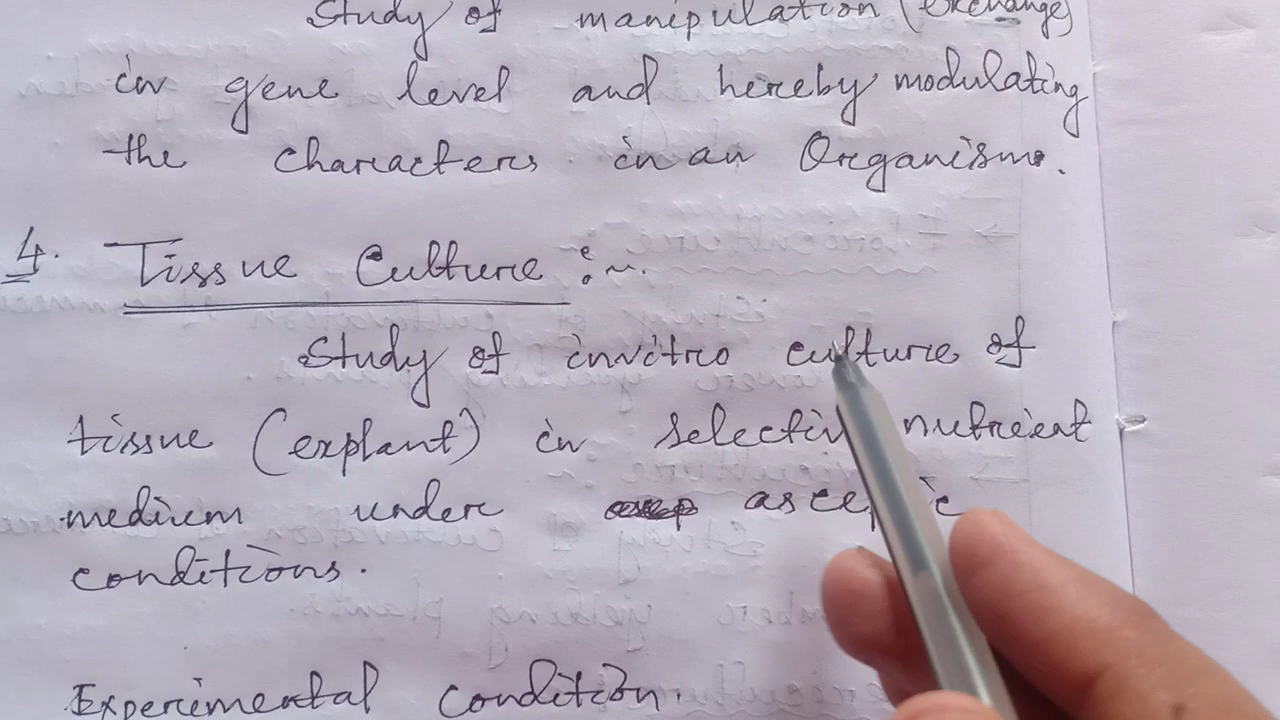 Study of manipulation (exchange)
in gene level and hereby modulating
the characters in an Organism.
4. Tissue Culture :~.
Study of invitro culture of
tissue (explant) in selectiv nutrient
medium under asceptic
conditions.
Experimental condition.